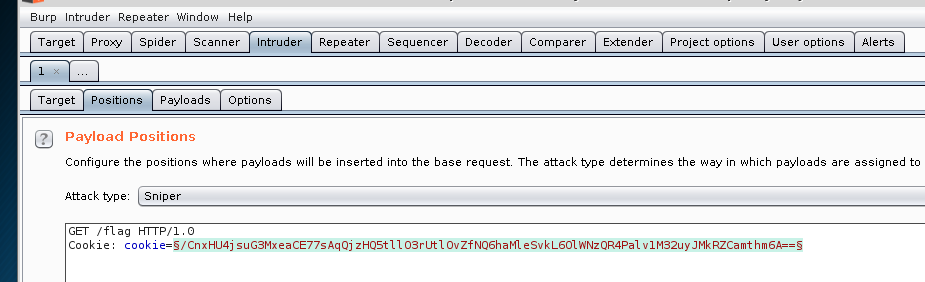 Burp Intruder Repeater Window Help
Target Proxy Spider Scanner Intruder Repeater Sequencer Decoder Comparer Extender Project options User options Alerts
1 × ...
Target Positions Payloads Options
? Payload Positions
Configure the positions where payloads will be inserted into the base request. The attack type determines the way in which payloads are assigned to
Attack type: Sniper
GET /flag HTTP/1.0
Cookie: cookie=§/CnxHU4jsuG3MxeaCE77sAqQjzHQ5tllO3rUtlOvZfNQ6haMleSvkL6OlWNzQR4Palv1M32uyJMkRZCamthm6A==§